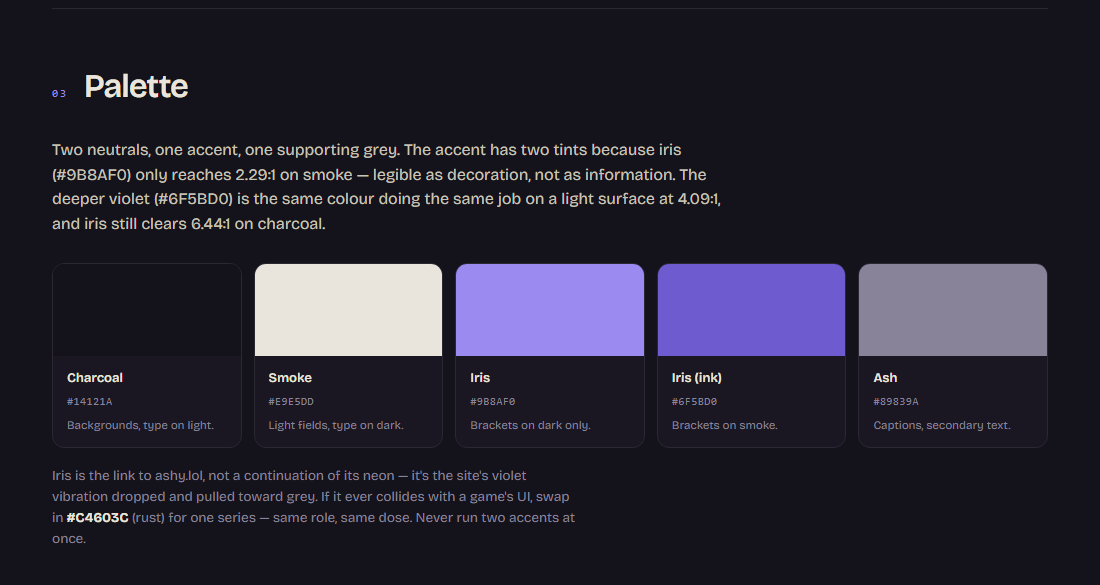 03 Palette
Two neutrals, one accent, one supporting grey. The accent has two tints because iris
(#9B8AF0) only reaches 2.29:1 on smoke — legible as decoration, not as information. The
deeper violet (#6F5BD0) is the same colour doing the same job on a light surface at 4.09:1,
and iris still clears 6.44:1 on charcoal.
Charcoal
#14121A
Backgrounds, type on light.
Smoke
#E9E5DD
Light fields, type on dark.
Iris
#9B8AF0
Brackets on dark only.
Iris (ink)
#6F5BD0
Brackets on smoke.
Ash
#89839A
Captions, secondary text.
Iris is the link to ashy.lol, not a continuation of its neon — it's the site's violet
vibration dropped and pulled toward grey. If it ever collides with a game's UI, swap
in #C4603C (rust) for one series — same role, same dose. Never run two accents at
once.